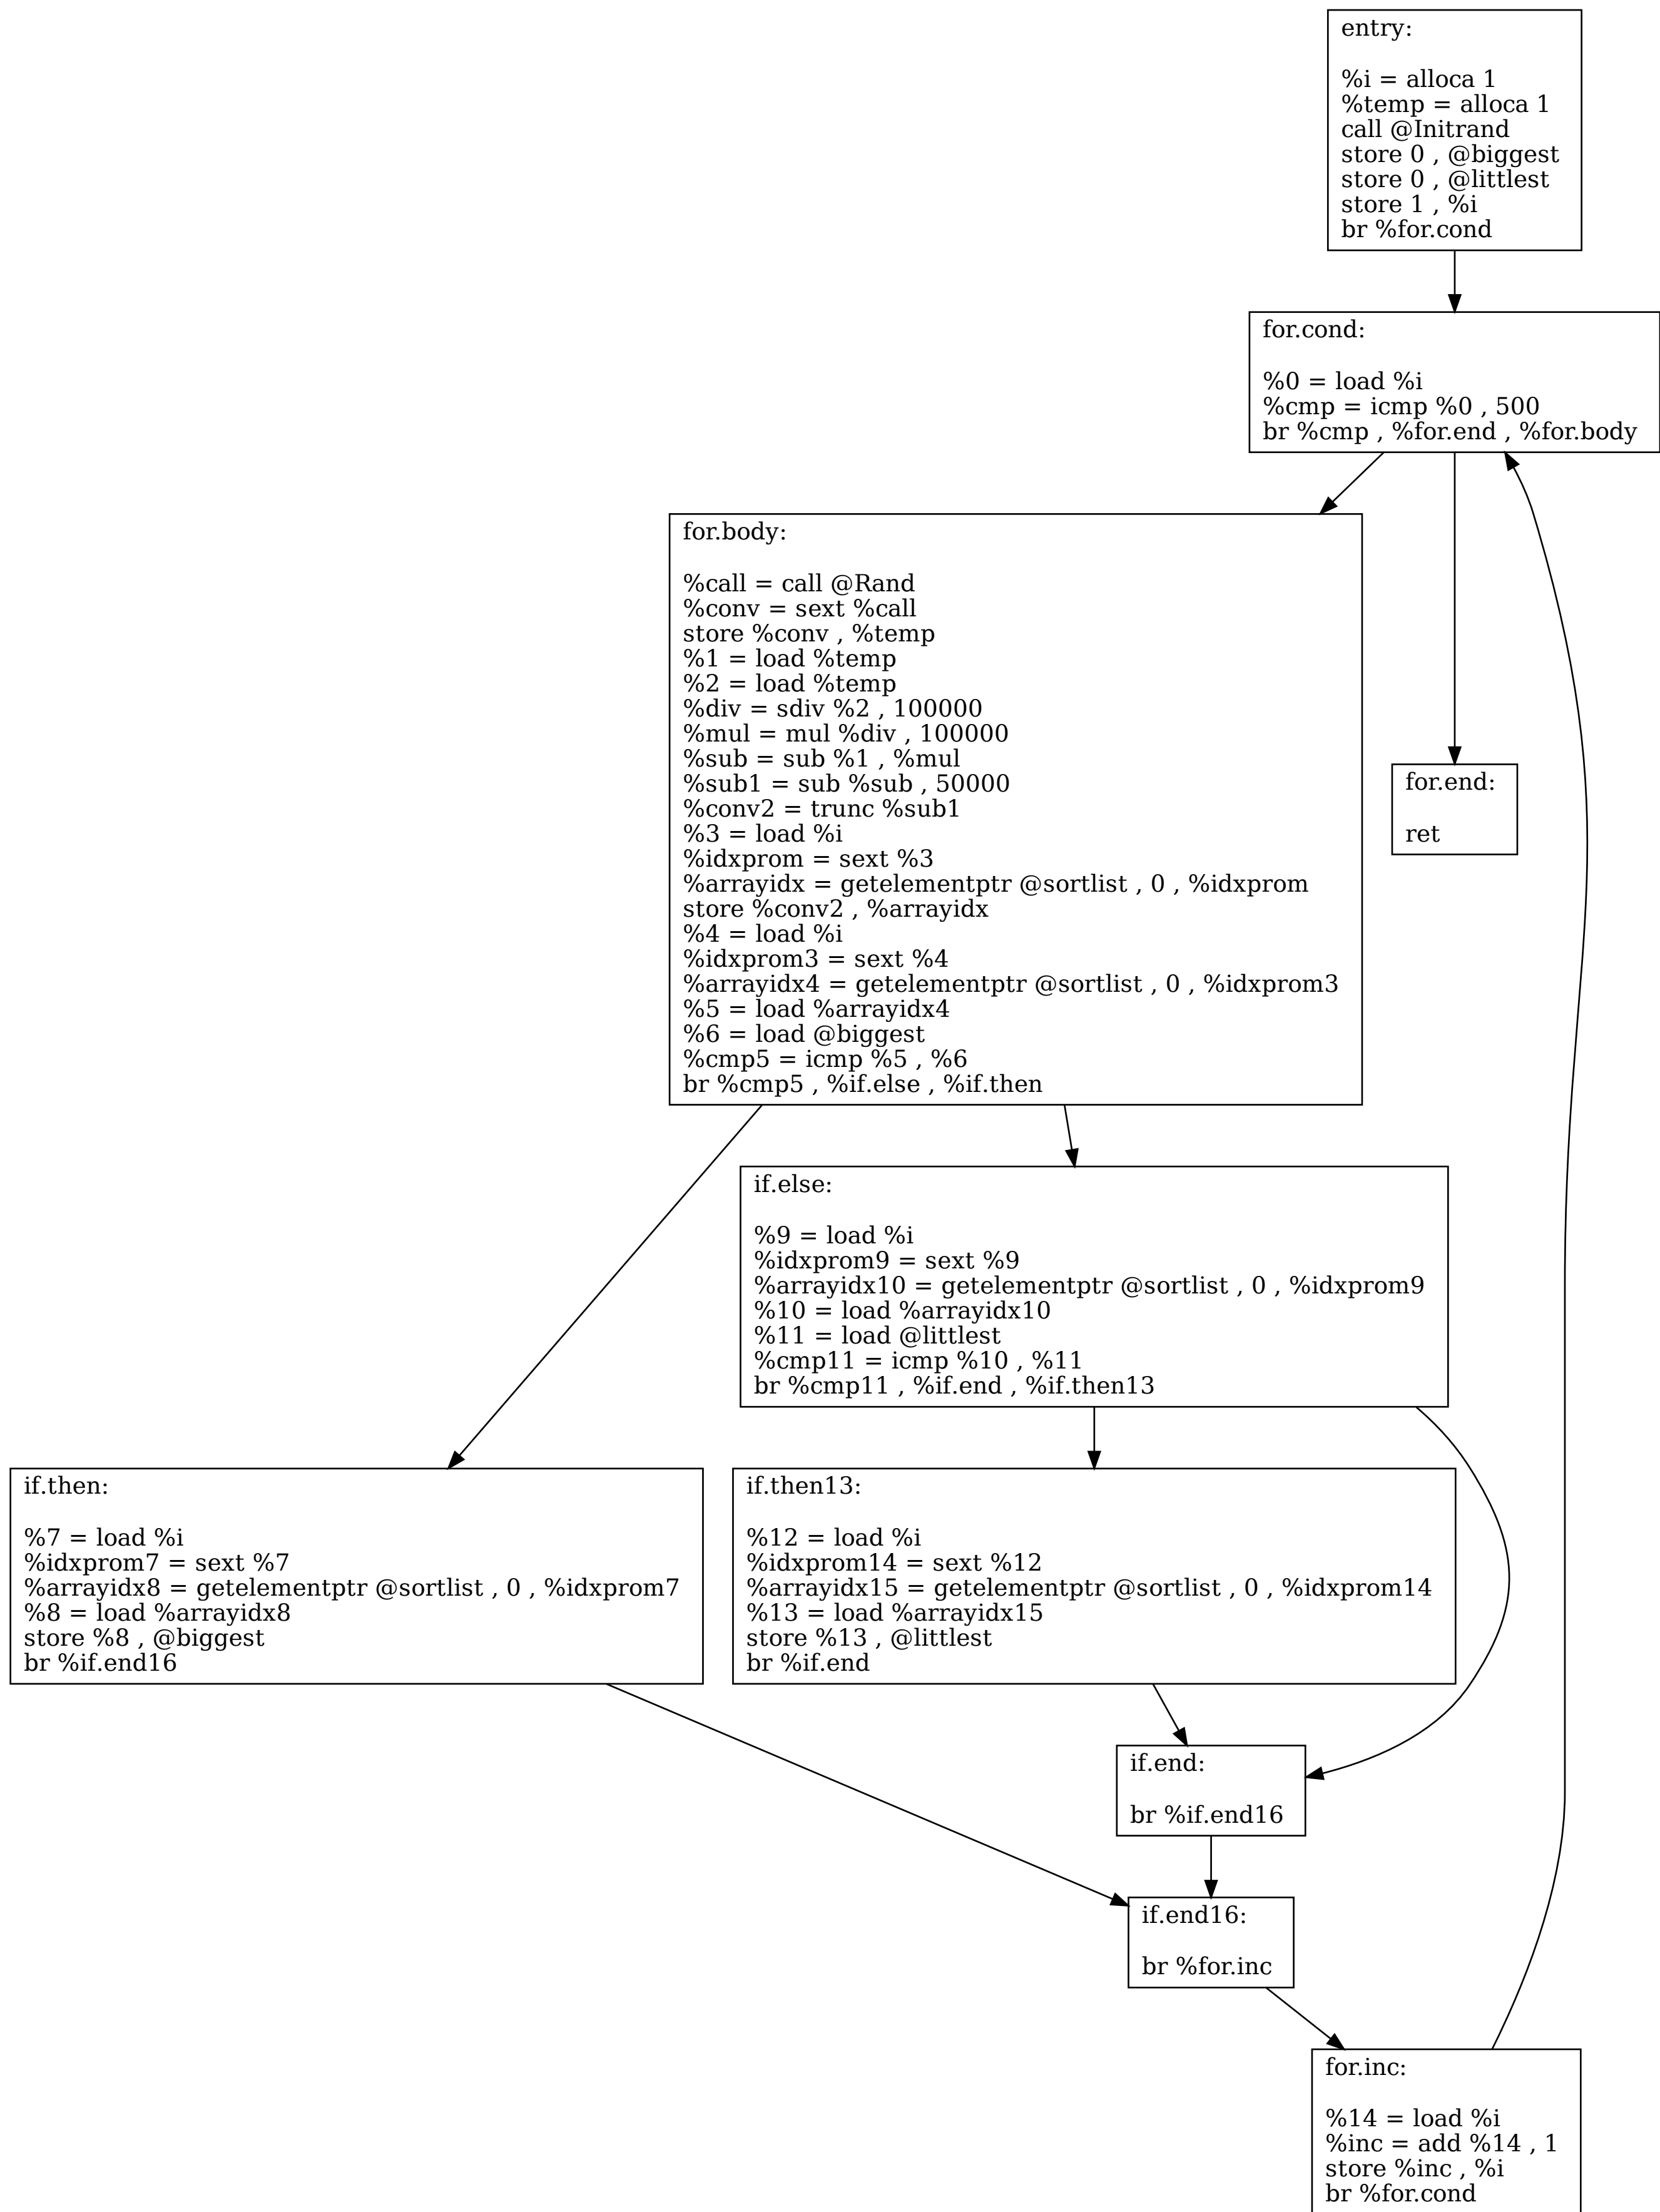 entry:
%i = alloca 1
%temp = alloca 1
call @Initrand
store 0 , @biggest
store 0 , @littlest
store 1 , %i
br %for.cond
for.cond:
%0 = load %i
%cmp = icmp %0 , 500
br %cmp , %for.end , %for.body
for.body:
%call = call @Rand
%conv = sext %call
store %conv , %temp
%1 = load %temp
%2 = load %temp
%div = sdiv %2 , 100000
%mul = mul %div , 100000
%sub = sub %1 , %mul
%sub1 = sub %sub , 50000
%conv2 = trunc %sub1
%3 = load %i
%idxprom = sext %3
%arrayidx = getelementptr @sortlist , 0 , %idxprom
store %conv2 , %arrayidx
%4 = load %i
%idxprom3 = sext %4
%arrayidx4 = getelementptr @sortlist , 0 , %idxprom3
%5 = load %arrayidx4
%6 = load @biggest
%cmp5 = icmp %5 , %6
br %cmp5 , %if.else , %if.then
for.end:
ret
if.else:
%9 = load %i
%idxprom9 = sext %9
%arrayidx10 = getelementptr @sortlist , 0 , %idxprom9
%10 = load %arrayidx10
%11 = load @littlest
%cmp11 = icmp %10 , %11
br %cmp11 , %if.end , %if.then13
if.then:
%7 = load %i
%idxprom7 = sext %7
%arrayidx8 = getelementptr @sortlist , 0 , %idxprom7
%8 = load %arrayidx8
store %8 , @biggest
br %if.end16
if.then13:
%12 = load %i
%idxprom14 = sext %12
%arrayidx15 = getelementptr @sortlist , 0 , %idxprom14
%13 = load %arrayidx15
store %13 , @littlest
br %if.end
if.end:
br %if.end16
if.end16:
br %for.inc
for.inc:
%14 = load %i
%inc = add %14 , 1
store %inc , %i
br %for.cond